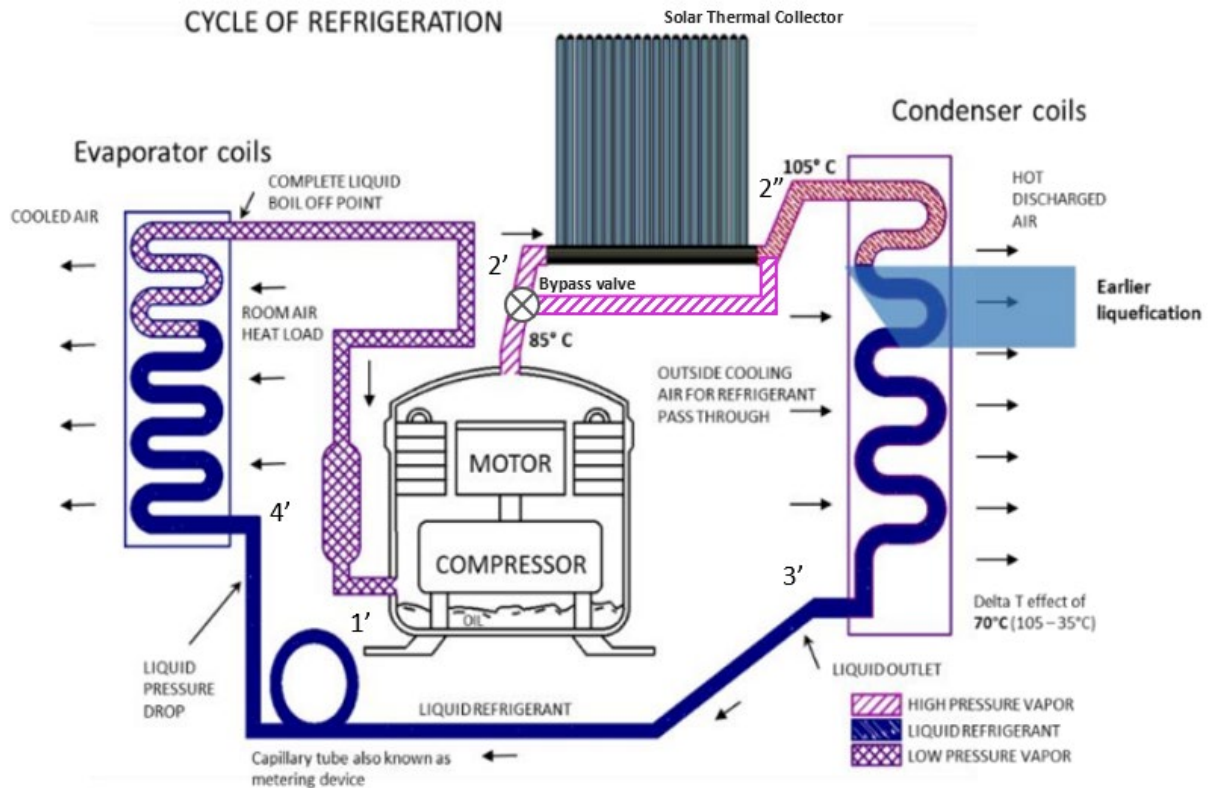 CYCLE OF REFRIGERATION
Solar Thermal Collector
Condenser coils
Evaporator coils
COMPLETE LIQUID
BOIL OFF POINT
COOLED AIR
105° C
2”
HOT
DISCHARGED
AIR
2’
Bypass valve
ROOM AIR
HEAT LOAD
Earlier
liquefication
85° C
OUTSIDE COOLING
AIR FOR REFRIGERANT
PASS THROUGH
MOTOR
4’
COMPRESSOR
3’
1’
OIL
Delta T effect of
70°C (105 – 35°C)
LIQUID
PRESSURE
DROP
LIQUID OUTLET
LIQUID REFRIGERANT
HIGH PRESSURE VAPOR
LIQUID REFRIGERANT
LOW PRESSURE VAPOR
Capillary tube also known as
metering device